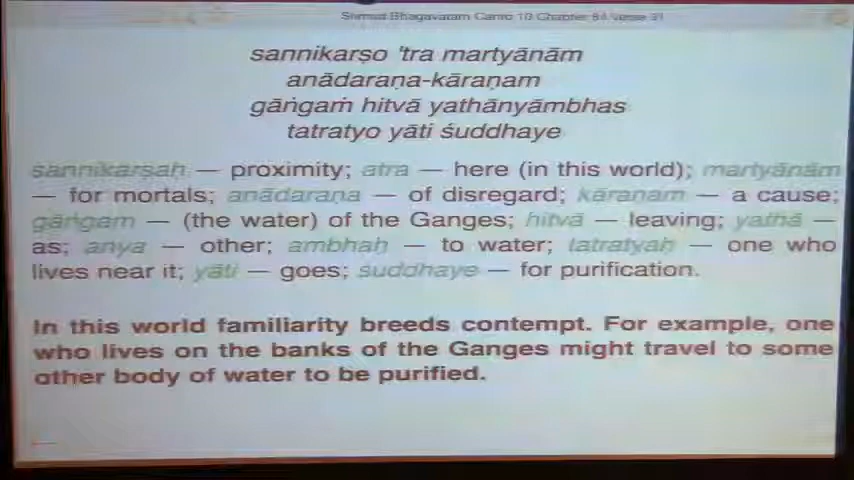 Srimad Bhagavatam Canto 10 Chapter 84 Verse 31
sannikarṣo 'tra martyānām
anādaraṇa-kāraṇam
gāṅgaṁ hitvā yathānyāmbhas
tatratyo yāti śuddhaye
sannikarṣaḥ — proximity; atra — here (in this world); martyānām
— for mortals; anādaraṇa — of disregard; kāraṇam — a cause;
gāṅgam — (the water) of the Ganges; hitvā — leaving; yathā —
as; anya — other; ambhaḥ — to water; tatratyaḥ — one who
lives near it; yāti — goes; śuddhaye — for purification.
In this world familiarity breeds contempt. For example, one
who lives on the banks of the Ganges might travel to some
other body of water to be purified.